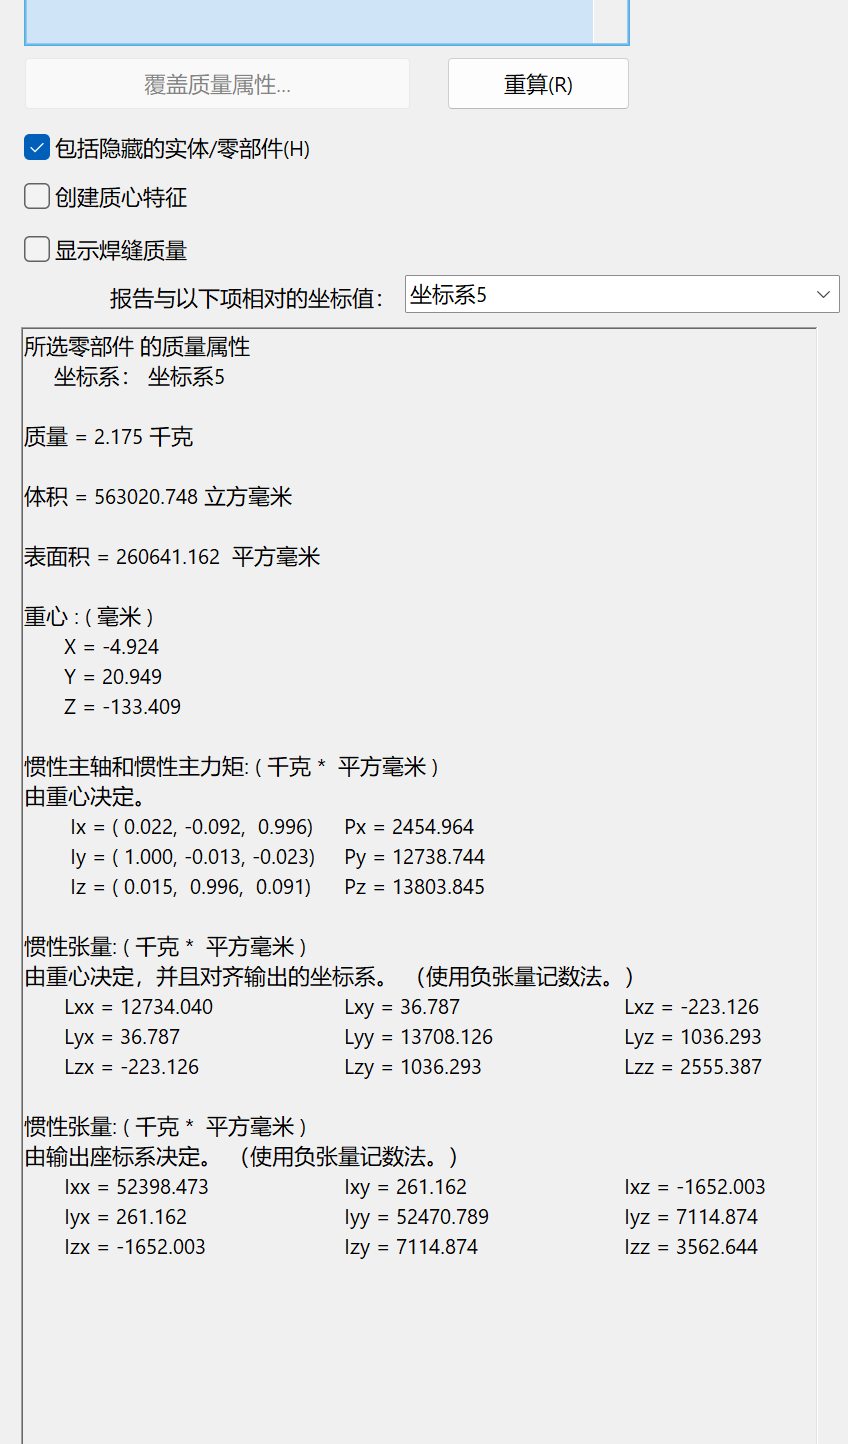 覆盖质量属性...
重算(R)
包括隐藏的实体/零部件(H)
创建质心特征
显示焊缝质量
报告与以下项相对的坐标值： 坐标系5
所选零部件 的质量属性
坐标系： 坐标系5
质量 = 2.175 千克
体积 = 563020.748 立方毫米
表面积 = 260641.162 平方毫米
重心 : ( 毫米 )
X = -4.924
Y = 20.949
Z = -133.409
惯性主轴和惯性主力矩: ( 千克 * 平方毫米 )
由重心决定。
Ix = ( 0.022, -0.092, 0.996) Px = 2454.964
Iy = ( 1.000, -0.013, -0.023) Py = 12738.744
Iz = ( 0.015, 0.996, 0.091) Pz = 13803.845
惯性张量: ( 千克 * 平方毫米 )
由重心决定，并且对齐输出的坐标系。 （使用负张量记数法。）
Lxx = 12734.040 Lxy = 36.787 Lxz = -223.126
Lyx = 36.787 Lyy = 13708.126 Lyz = 1036.293
Lzx = -223.126 Lzy = 1036.293 Lzz = 2555.387
惯性张量: ( 千克 * 平方毫米 )
由输出座标系决定。 （使用负张量记数法。）
Ixx = 52398.473 Ixy = 261.162 Ixz = -1652.003
Iyx = 261.162 Iyy = 52470.789 Iyz = 7114.874
Izx = -1652.003 Izy = 7114.874 Izz = 3562.644